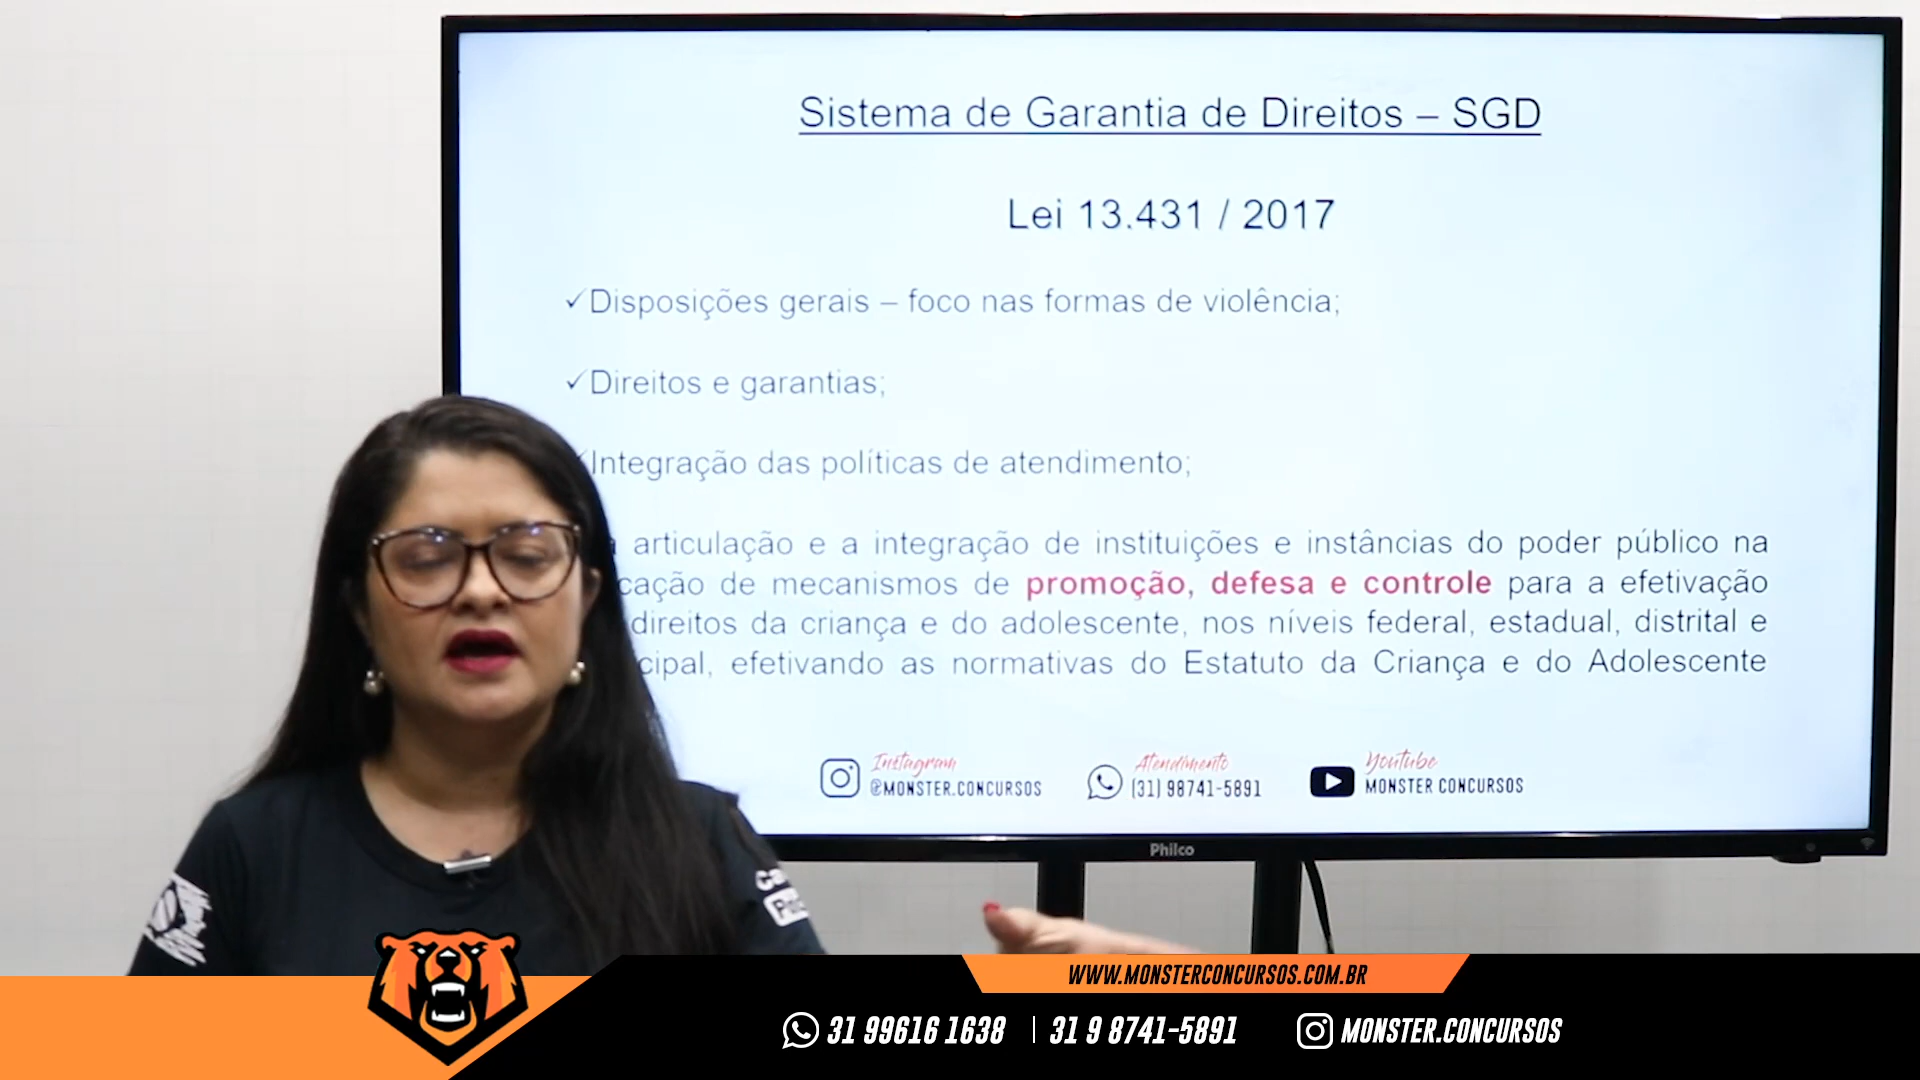 Sistema de Garantia de Direitos – SGD
Lei 13.431 / 2017
✓Disposições gerais – foco nas formas de violência;
✓Direitos e garantias;
Integração das políticas de atendimento;
articulação e a integração de instituições e instâncias do poder público na
cação de mecanismos de promoção, defesa e controle para a efetivação
direitos da criança e do adolescente, nos níveis federal, estadual, distrital e
cipal, efetivando as normativas do Estatuto da Criança e do Adolescente
Instagram
@MONSTER.CONCURSOS
Atendimento
(31) 98741-5891
Youtube
MONSTER CONCURSOS
Philco
WWW.MONSTERCONCURSOS.COM.BR
31 99616 1638 | 31 9 8741-5891
MONSTER.CONCURSOS